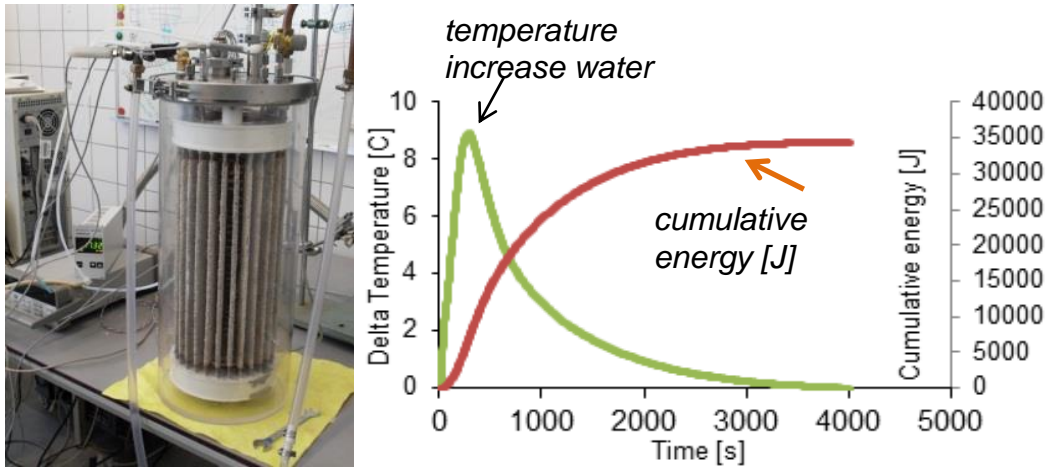 temperature
increase water
10
8
6
4
2
0
Delta Temperature [C]
40000
35000
30000
25000
20000
15000
10000
5000
0
Cumulative energy [J]
cumulative
energy [J]
0 1000 2000 3000 4000 5000
Time [s]